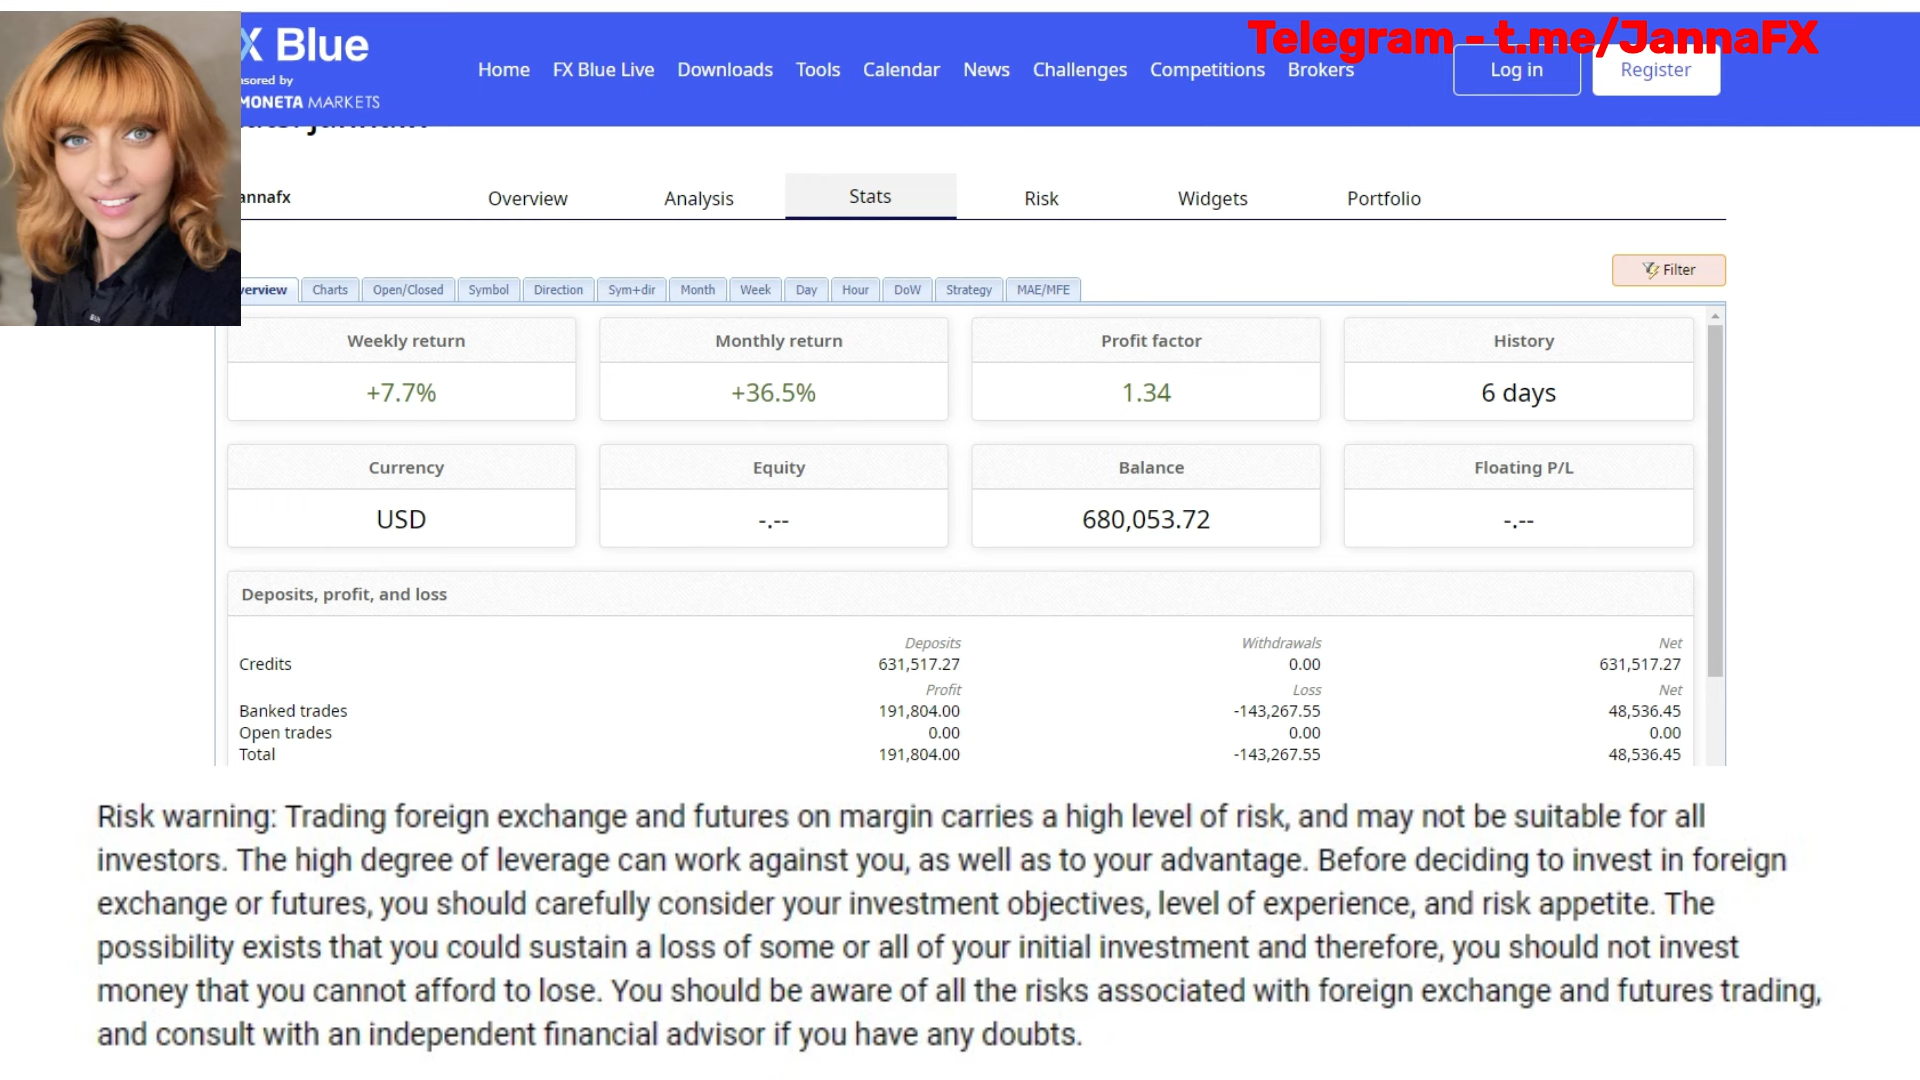 Telegram - t.me/JannaFX
X Blue
Home FX Blue Live Downloads Tools Calendar News Challenges Competitions Brokers Log in Register
sored by
MONETA MARKETS
annafx Overview Analysis Stats Risk Widgets Portfolio
Filter
verview Charts Open/Closed Symbol Direction Sym+dir Month Week Day Hour DoW Strategy MAE/MFE
Weekly return Monthly return Profit factor History
+7.7% +36.5% 1.34 6 days
Currency Equity Balance Floating P/L
USD -.-- 680,053.72 -.--
Deposits, profit, and loss
Deposits Withdrawals Net
Credits 631,517.27 0.00 631,517.27
Profit Loss Net
Banked trades 191,804.00 -143,267.55 48,536.45
Open trades 0.00 0.00 0.00
Total 191,804.00 -143,267.55 48,536.45
Risk warning: Trading foreign exchange and futures on margin carries a high level of risk, and may not be suitable for all
investors. The high degree of leverage can work against you, as well as to your advantage. Before deciding to invest in foreign
exchange or futures, you should carefully consider your investment objectives, level of experience, and risk appetite. The
possibility exists that you could sustain a loss of some or all of your initial investment and therefore, you should not invest
money that you cannot afford to lose. You should be aware of all the risks associated with foreign exchange and futures trading,
and consult with an independent financial advisor if you have any doubts.